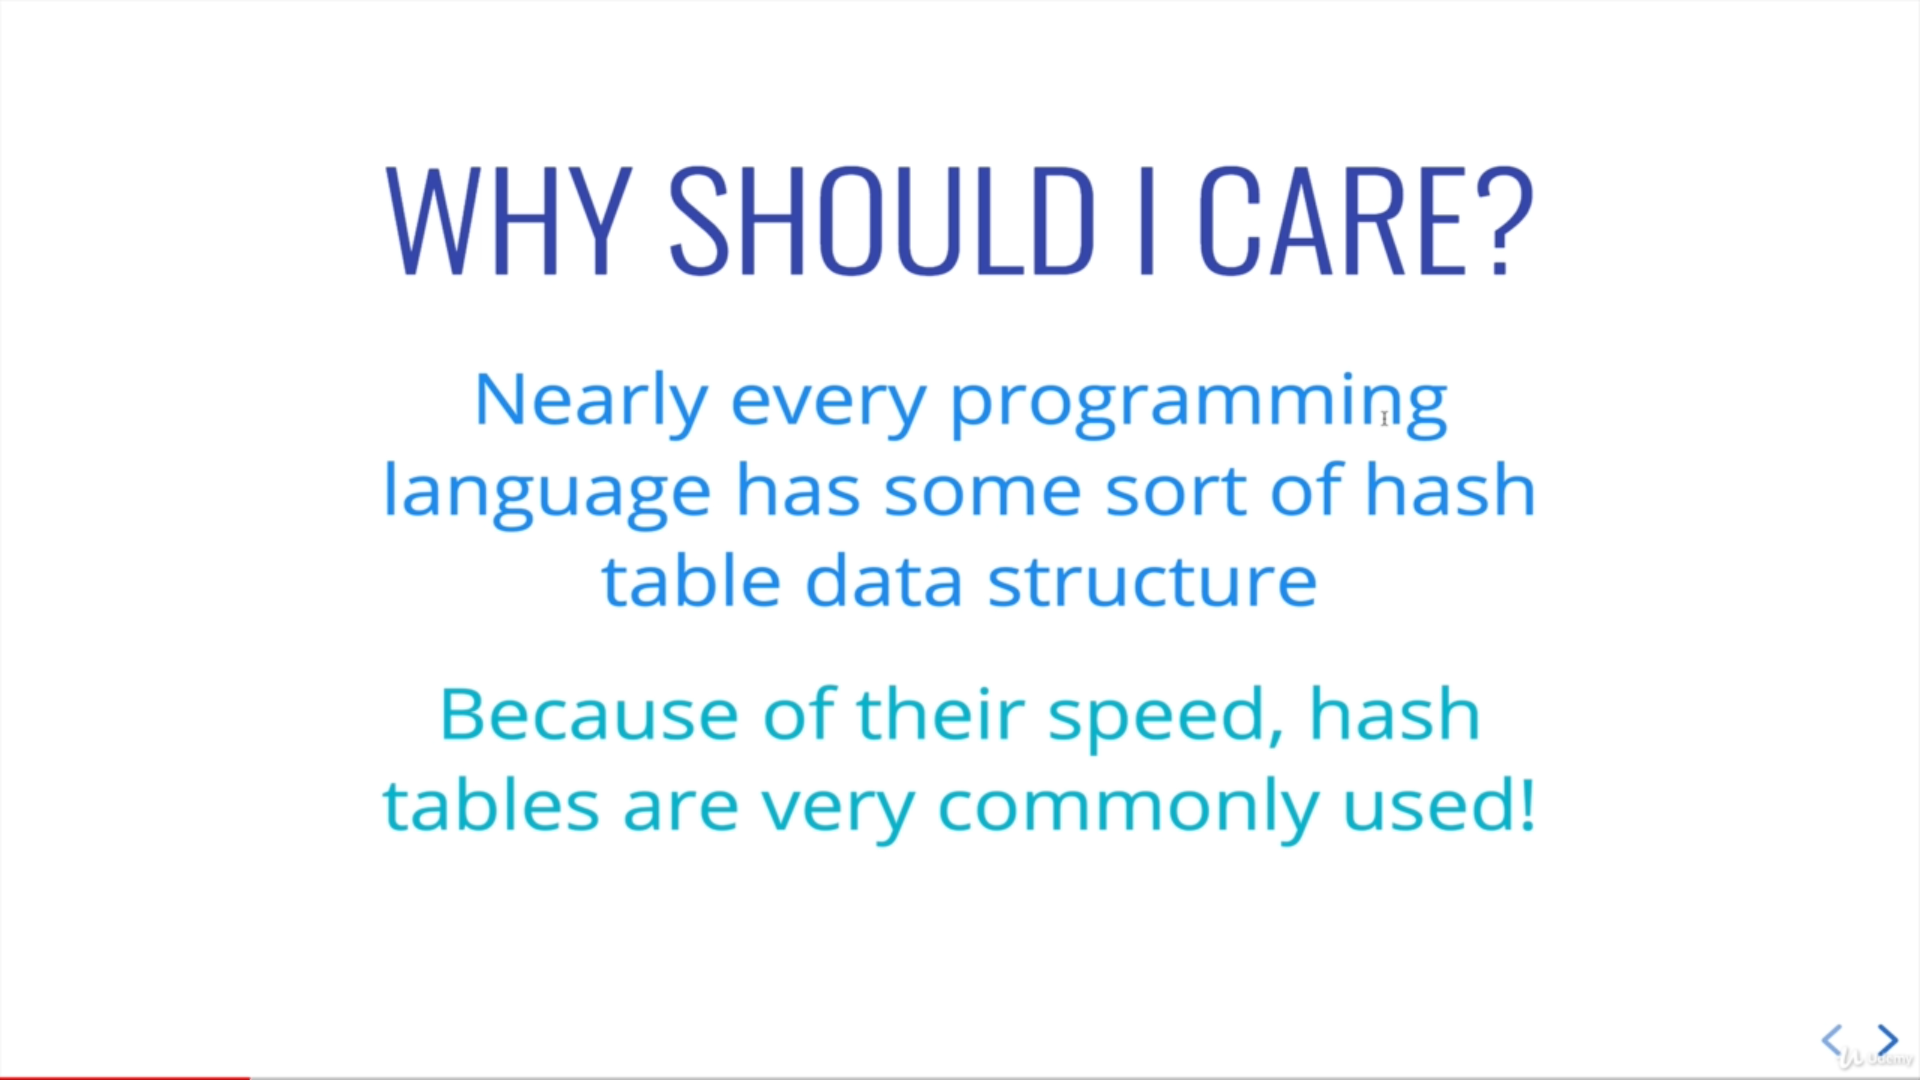 WHY SHOULD I CARE?
Nearly every programming
language has some sort of hash
table data structure
Because of their speed, hash
tables are very commonly used!
Udemy